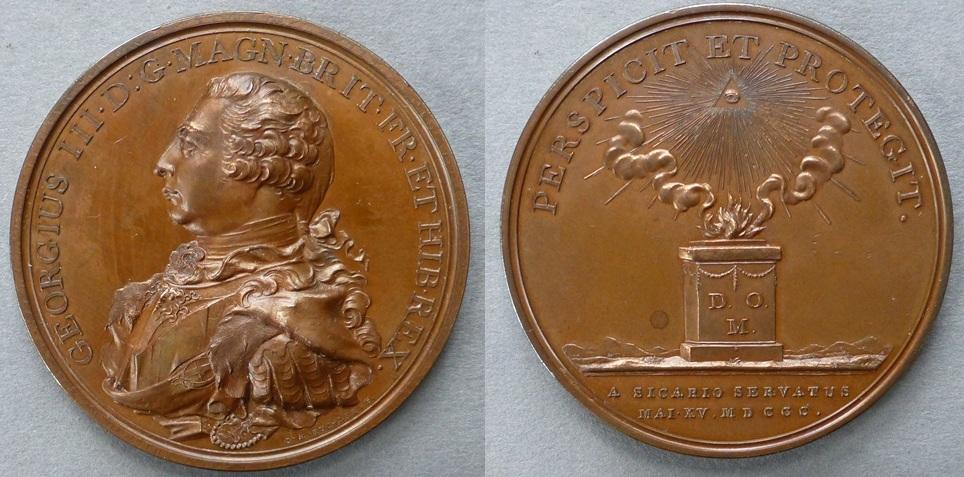 GEORGIUS III·D·G·MAGN·BRIT·FR·ET HIB·REX.
PERSPICIT ET PROTEGIT.
D. O.
M.
A SICARIO SERVATUS
MAI·XV·MDCCC.